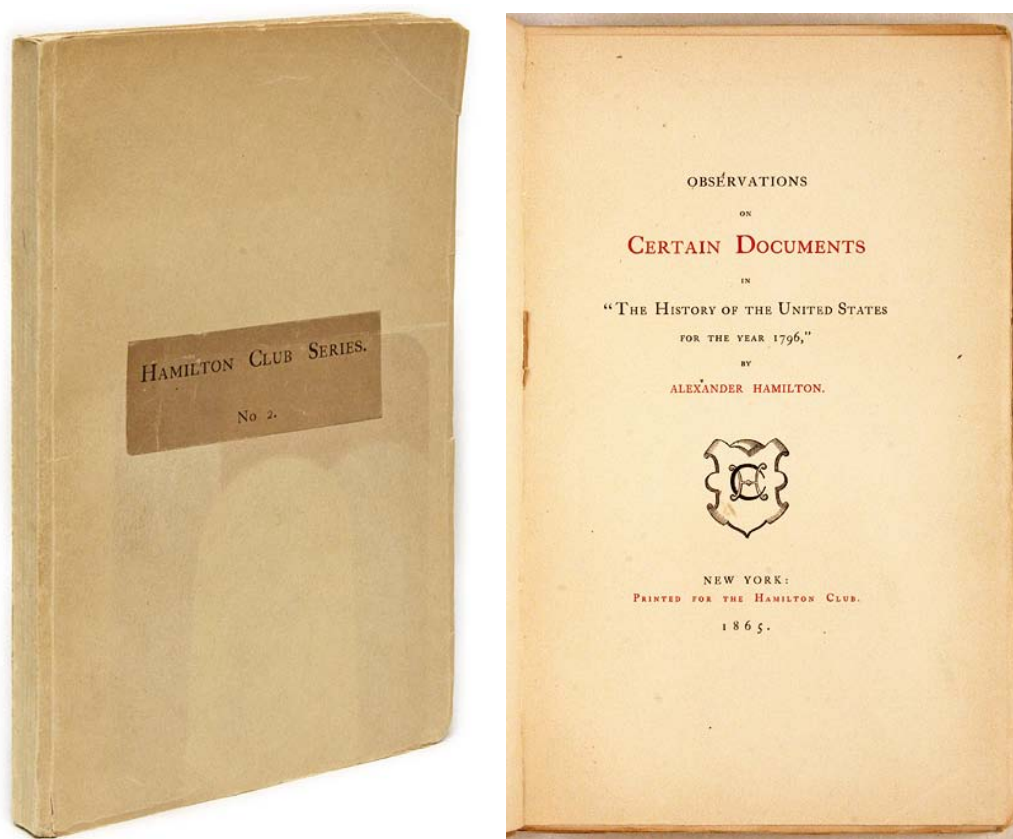 HAMILTON CLUB SERIES.
No 2.
OBSERVATIONS
ON
CERTAIN DOCUMENTS
IN
“THE HISTORY OF THE UNITED STATES
FOR THE YEAR 1796,”
BY
ALEXANDER HAMILTON.
HC
NEW YORK:
PRINTED FOR THE HAMILTON CLUB.
1865.